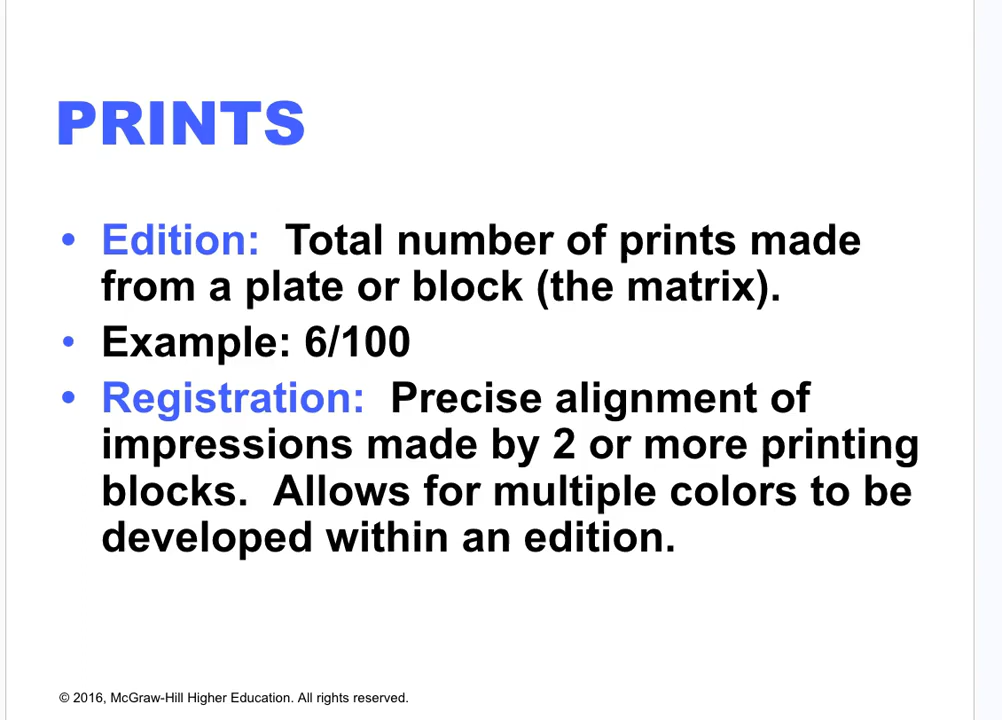 PRINTS
• Edition:  Total number of prints made
from a plate or block (the matrix).
• Example: 6/100
• Registration:  Precise alignment of
impressions made by 2 or more printing
blocks.  Allows for multiple colors to be
developed within an edition.
© 2016, McGraw-Hill Higher Education. All rights reserved.